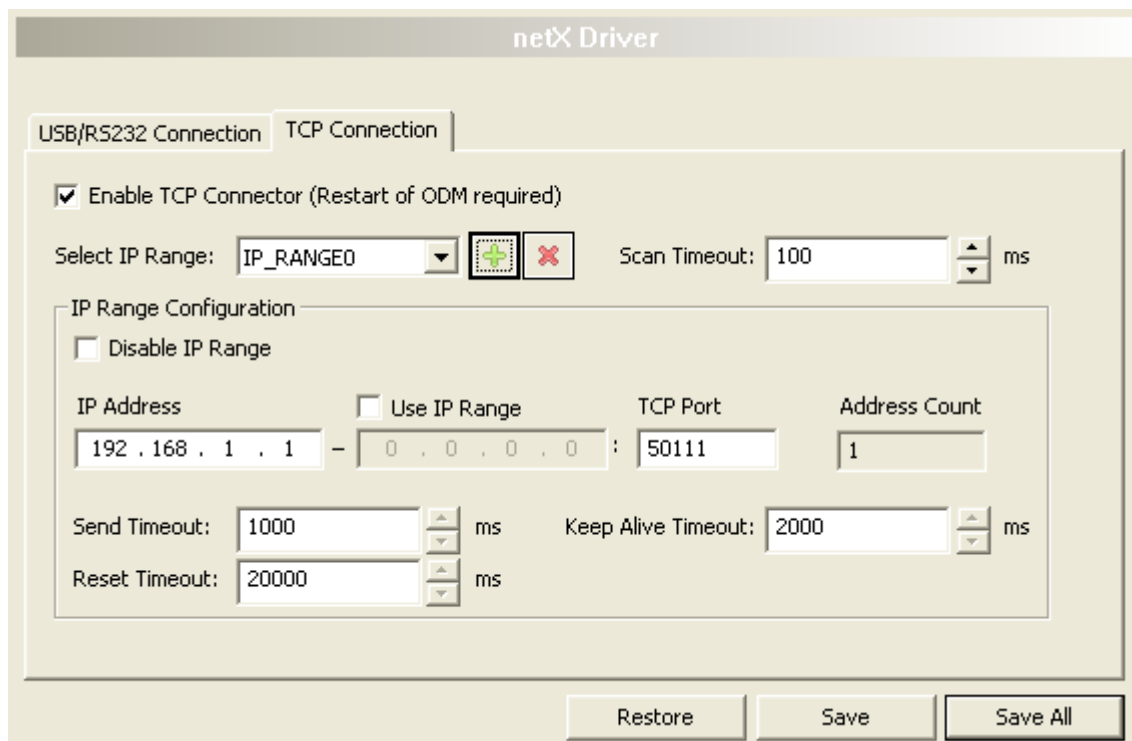 netX Driver
USB/RS232 Connection TCP Connection
Enable TCP Connector (Restart of ODM required)
Select IP Range: IP_RANGE0 Scan Timeout: 100 ms
IP Range Configuration
Disable IP Range
IP Address Use IP Range TCP Port Address Count
192 . 168 . 1 . 1 – 0 . 0 . 0 . 0 : 50111 1
Send Timeout: 1000 ms Keep Alive Timeout: 2000 ms
Reset Timeout: 20000 ms
Restore Save Save All